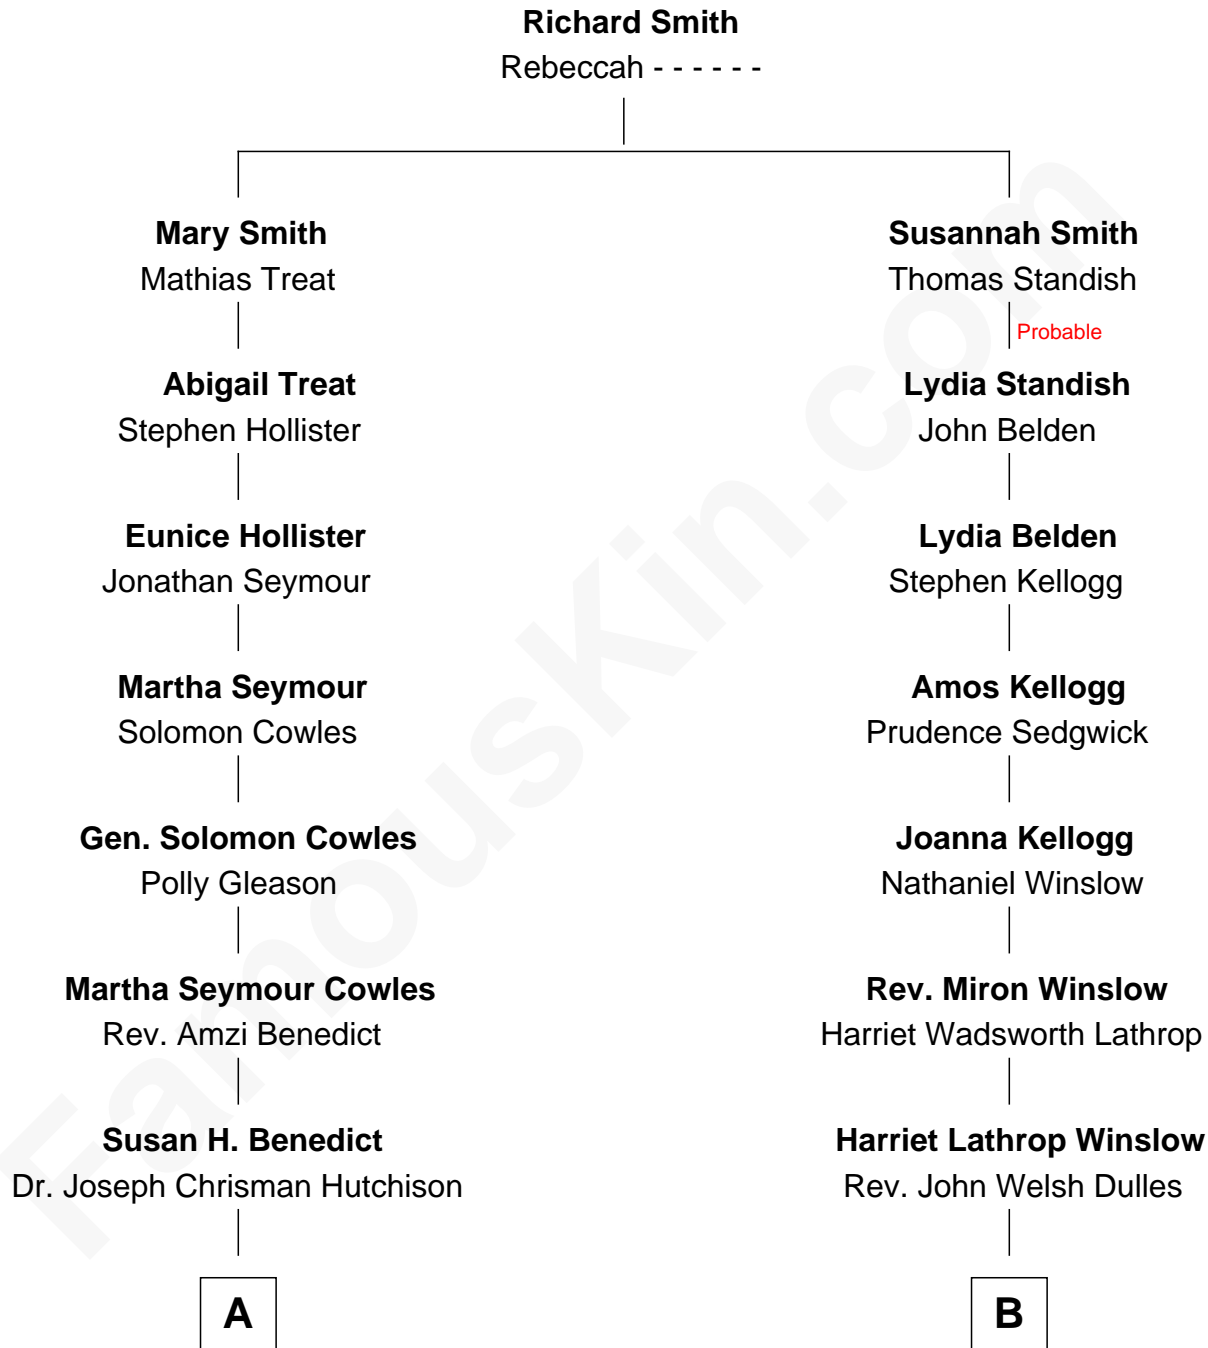 Richard Smith
Rebeccah - - - - - -
Mary Smith
Mathias Treat
Susannah Smith
Thomas Standish
Probable
Abigail Treat
Stephen Hollister
Lydia Standish
John Belden
Eunice Hollister
Jonathan Seymour
Lydia Belden
Stephen Kellogg
Martha Seymour
Solomon Cowles
Amos Kellogg
Prudence Sedgwick
Gen. Solomon Cowles
Polly Gleason
Joanna Kellogg
Nathaniel Winslow
Martha Seymour Cowles
Rev. Amzi Benedict
Rev. Miron Winslow
Harriet Wadsworth Lathrop
Susan H. Benedict
Dr. Joseph Chrisman Hutchison
Harriet Lathrop Winslow
Rev. John Welsh Dulles
A
B
FamousKin.com